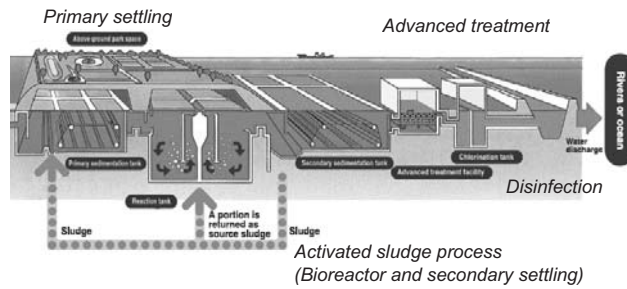 Primary settling
Advanced treatment
Above ground park space
Rivers or ocean
Primary sedimentation tank
Secondary sedimentation tank
Chlorination tank
Water
discharge
Advanced treatment facility
Reaction tank
Disinfection
Sludge
A portion is
returned as
source sludge
Sludge
Activated sludge process
(Bioreactor and secondary settling)